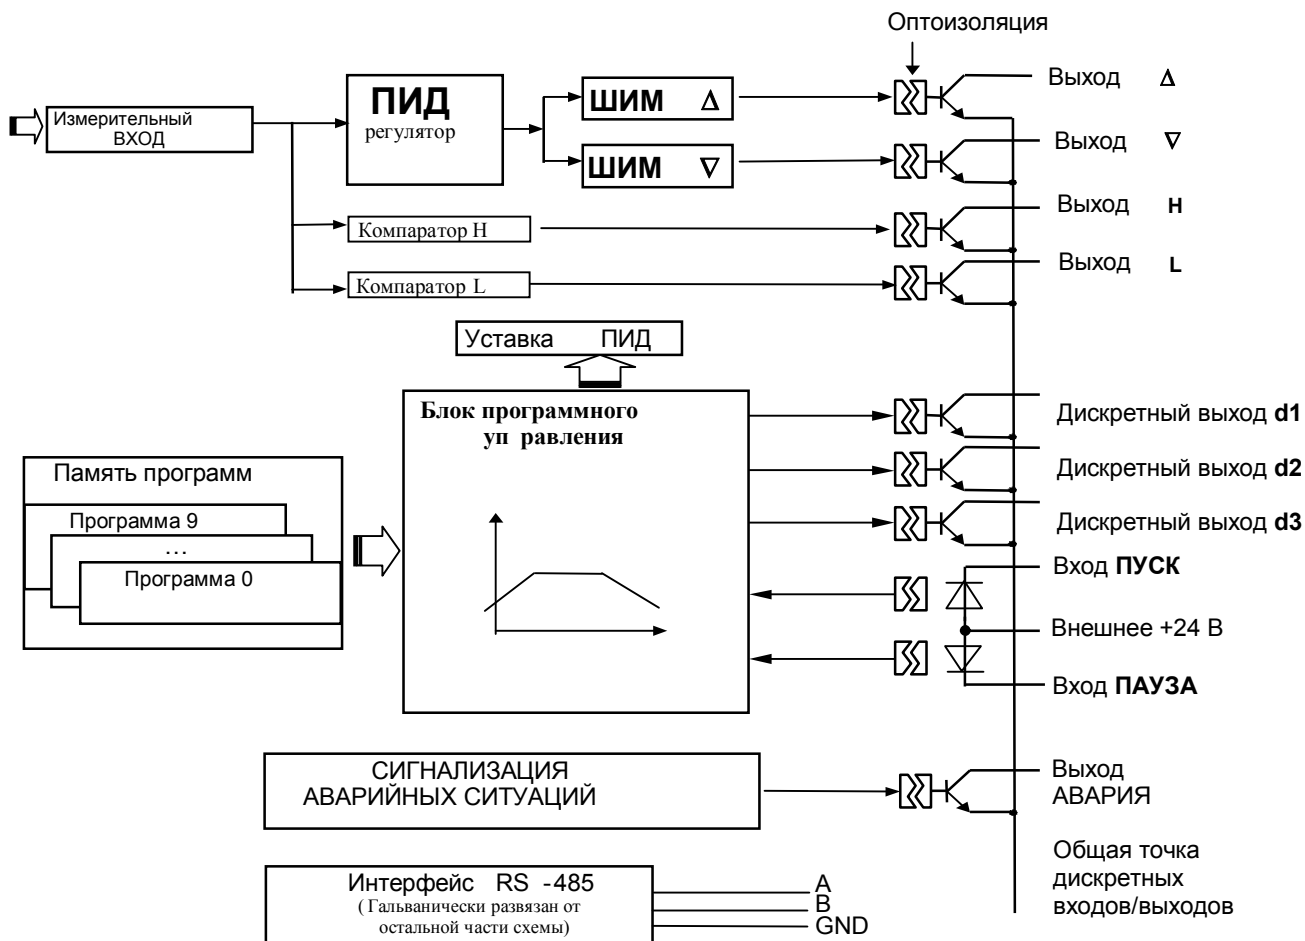 Оптоизоляция
Измерительный
ВХОД
ПИД
регулятор
ШИМ Δ
ШИМ ∇
Выход Δ
Выход ∇
Компаратор H
Выход H
Компаратор L
Выход L
Уставка ПИД
Блок программного
уп равления
Память программ
Программа 9
...
Программа 0
Дискретный выход d1
Дискретный выход d2
Дискретный выход d3
Вход ПУСК
Внешнее +24 В
Вход ПАУЗА
СИГНАЛИЗАЦИЯ
АВАРИЙНЫХ СИТУАЦИЙ
Выход
АВАРИЯ
Интерфейс RS -485
( Гальванически развязан от
остальной части схемы)
A
B
GND
Общая точка
дискретных
входов/выходов